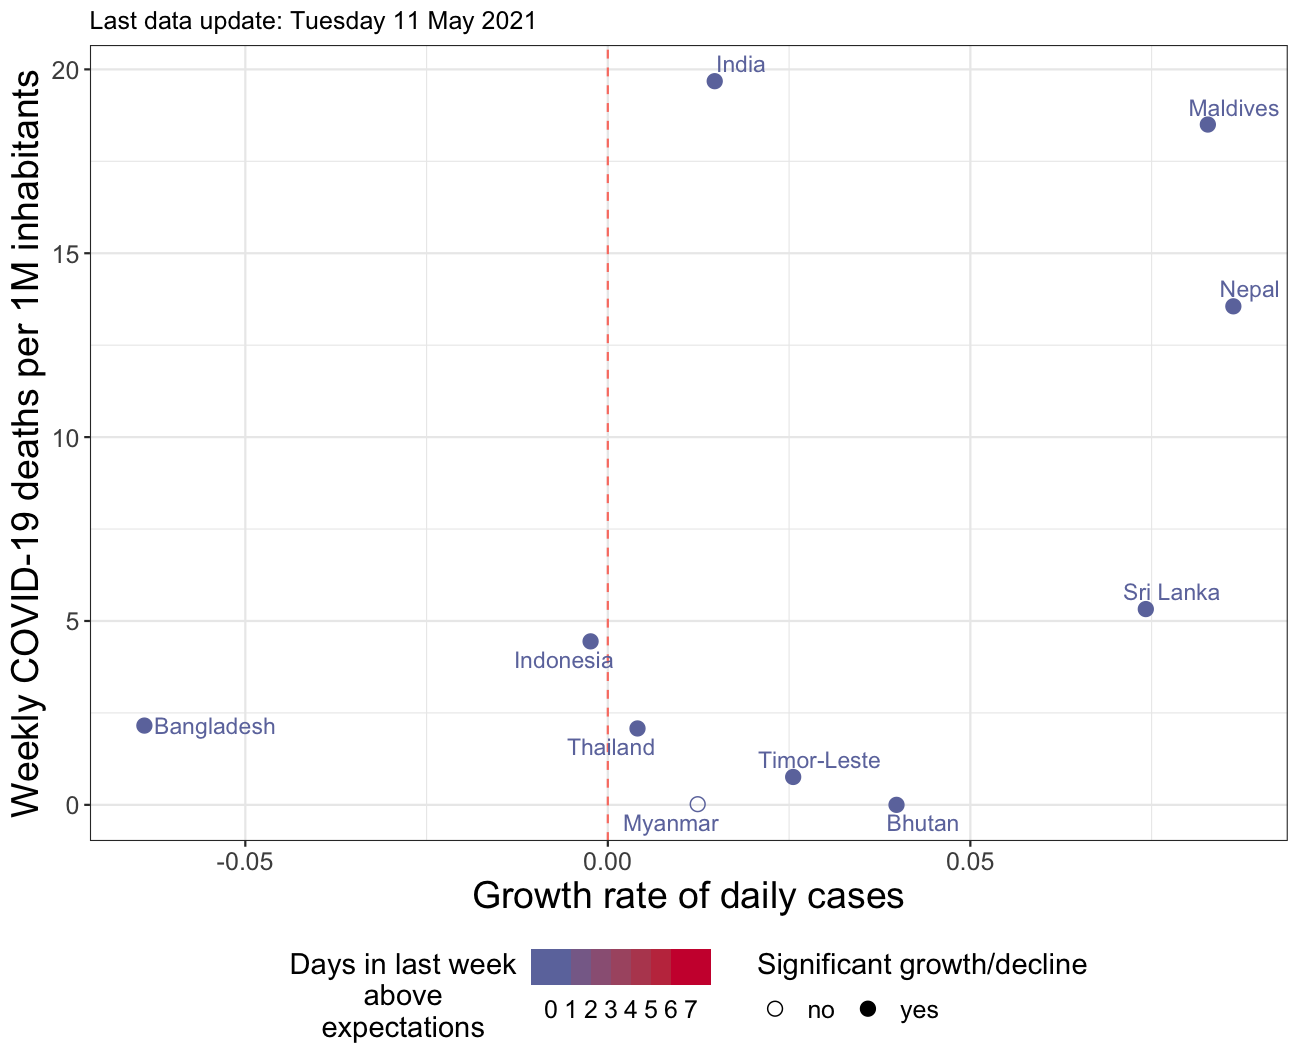 Last data update: Tuesday 11 May 2021
Weekly COVID-19 deaths per 1M inhabitants
20
15
10
5
0
India
Maldives
Nepal
Sri Lanka
Indonesia
Bangladesh
Thailand
Timor-Leste
Myanmar
Bhutan
-0.05 0.00 0.05
Growth rate of daily cases
Days in last week
above
expectations
0 1 2 3 4 5 6 7
Significant growth/decline
no yes